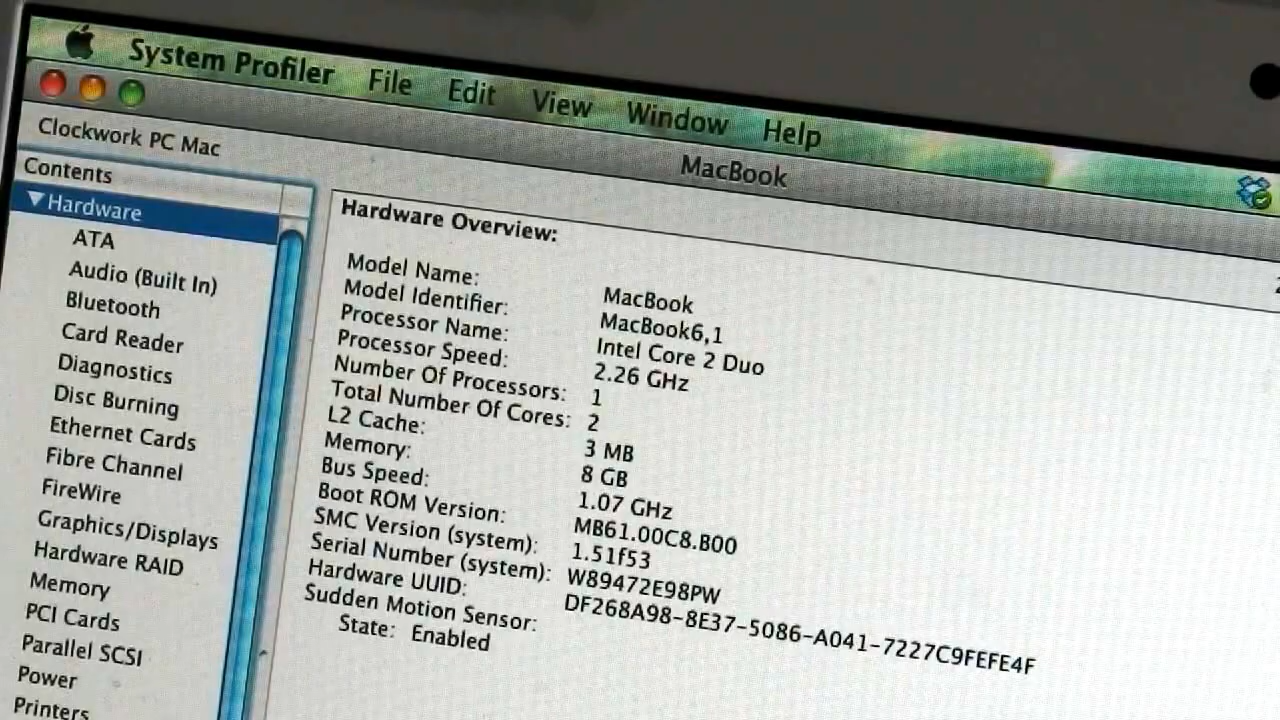 System Profiler File Edit View Window Help
MacBook
Clockwork PC Mac
Contents
Hardware
ATA
Audio (Built In)
Bluetooth
Card Reader
Diagnostics
Disc Burning
Ethernet Cards
Fibre Channel
FireWire
Graphics/Displays
Hardware RAID
Memory
PCI Cards
Parallel SCSI
Power
Printers
Hardware Overview:
Model Name: MacBook
Model Identifier: MacBook6,1
Processor Name: Intel Core 2 Duo
Processor Speed: 2.26 GHz
Number Of Processors: 1
Total Number Of Cores: 2
L2 Cache: 3 MB
Memory: 8 GB
Bus Speed: 1.07 GHz
Boot ROM Version: MB61.00C8.B00
SMC Version (system): 1.51f53
Serial Number (system): W89472E98PW
Hardware UUID: DF268A98-8E37-5086-A041-7227C9FEFE4F
Sudden Motion Sensor:
State: Enabled